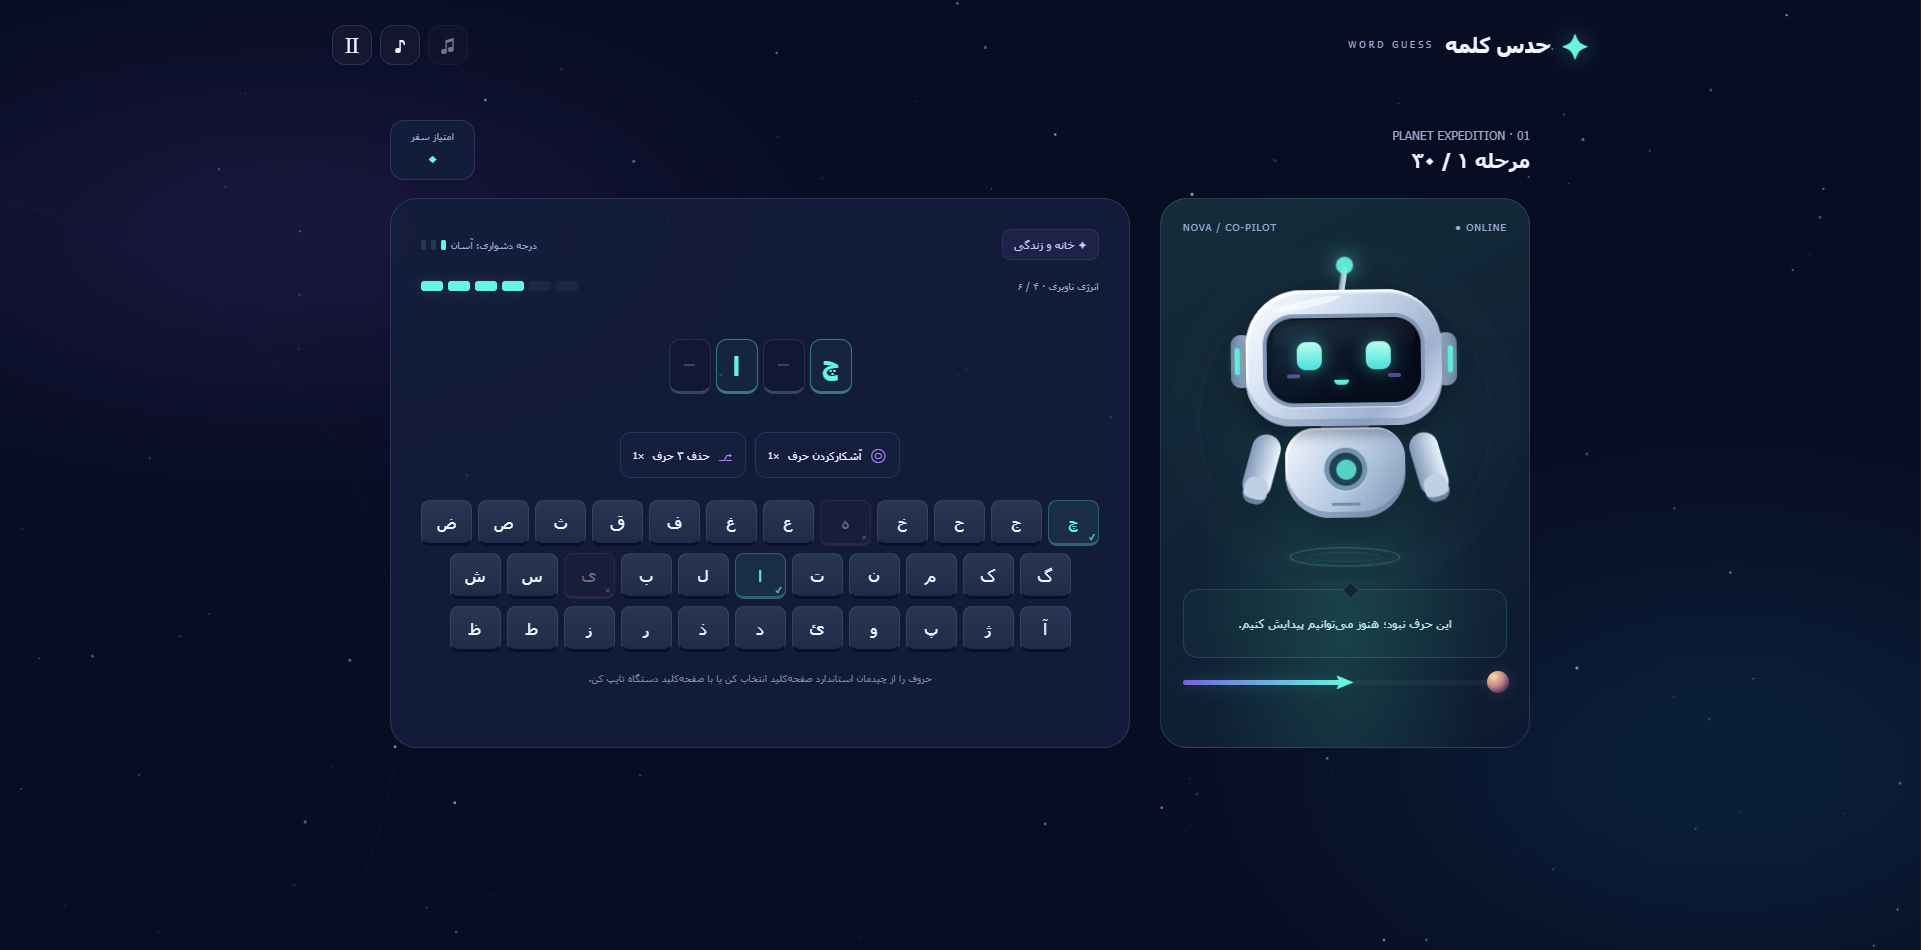 حدس کلمه WORD GUESS
PLANET EXPEDITION · 01
مرحله ۱ / ۳۰
امتیاز سفر
NOVA / CO-PILOT
ONLINE
این حرف نبود؛ هنوز می‌توانیم پیدایش کنیم.
خانه و زندگی
درجه دشواری: آسان
انرژی ناوبری · ۴ / ۶
چ – ا –
آشکارکردن حرف ×1
حذف ۳ حرف ×1
چ ج ح خ ه ع غ ف ق ث ص ض
گ ک م ن ت ا ل ب ی س ش
آ ژ پ و ئ د ذ ر ز ط ظ
حروف را از چیدمان استاندارد صفحه‌کلید انتخاب کن یا با صفحه‌کلید دستگاه تایپ کن.